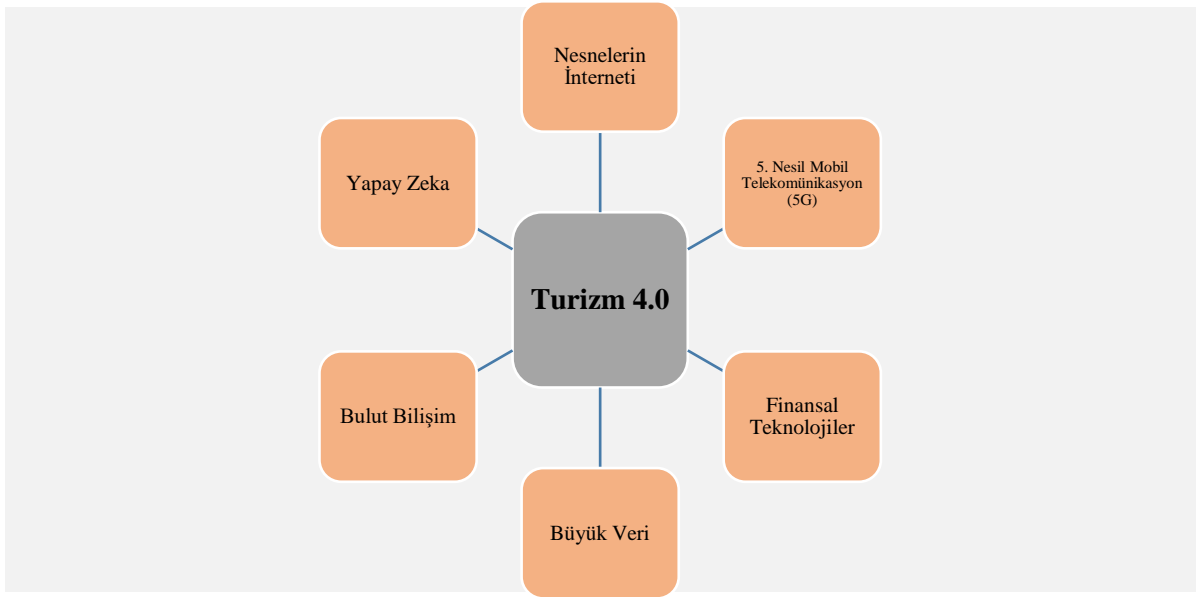 Nesnelerin
İnterneti
Yapay Zeka
5. Nesil Mobil
Telekomünikasyon
(5G)
Turizm 4.0
Bulut Bilişim
Finansal
Teknolojiler
Büyük Veri